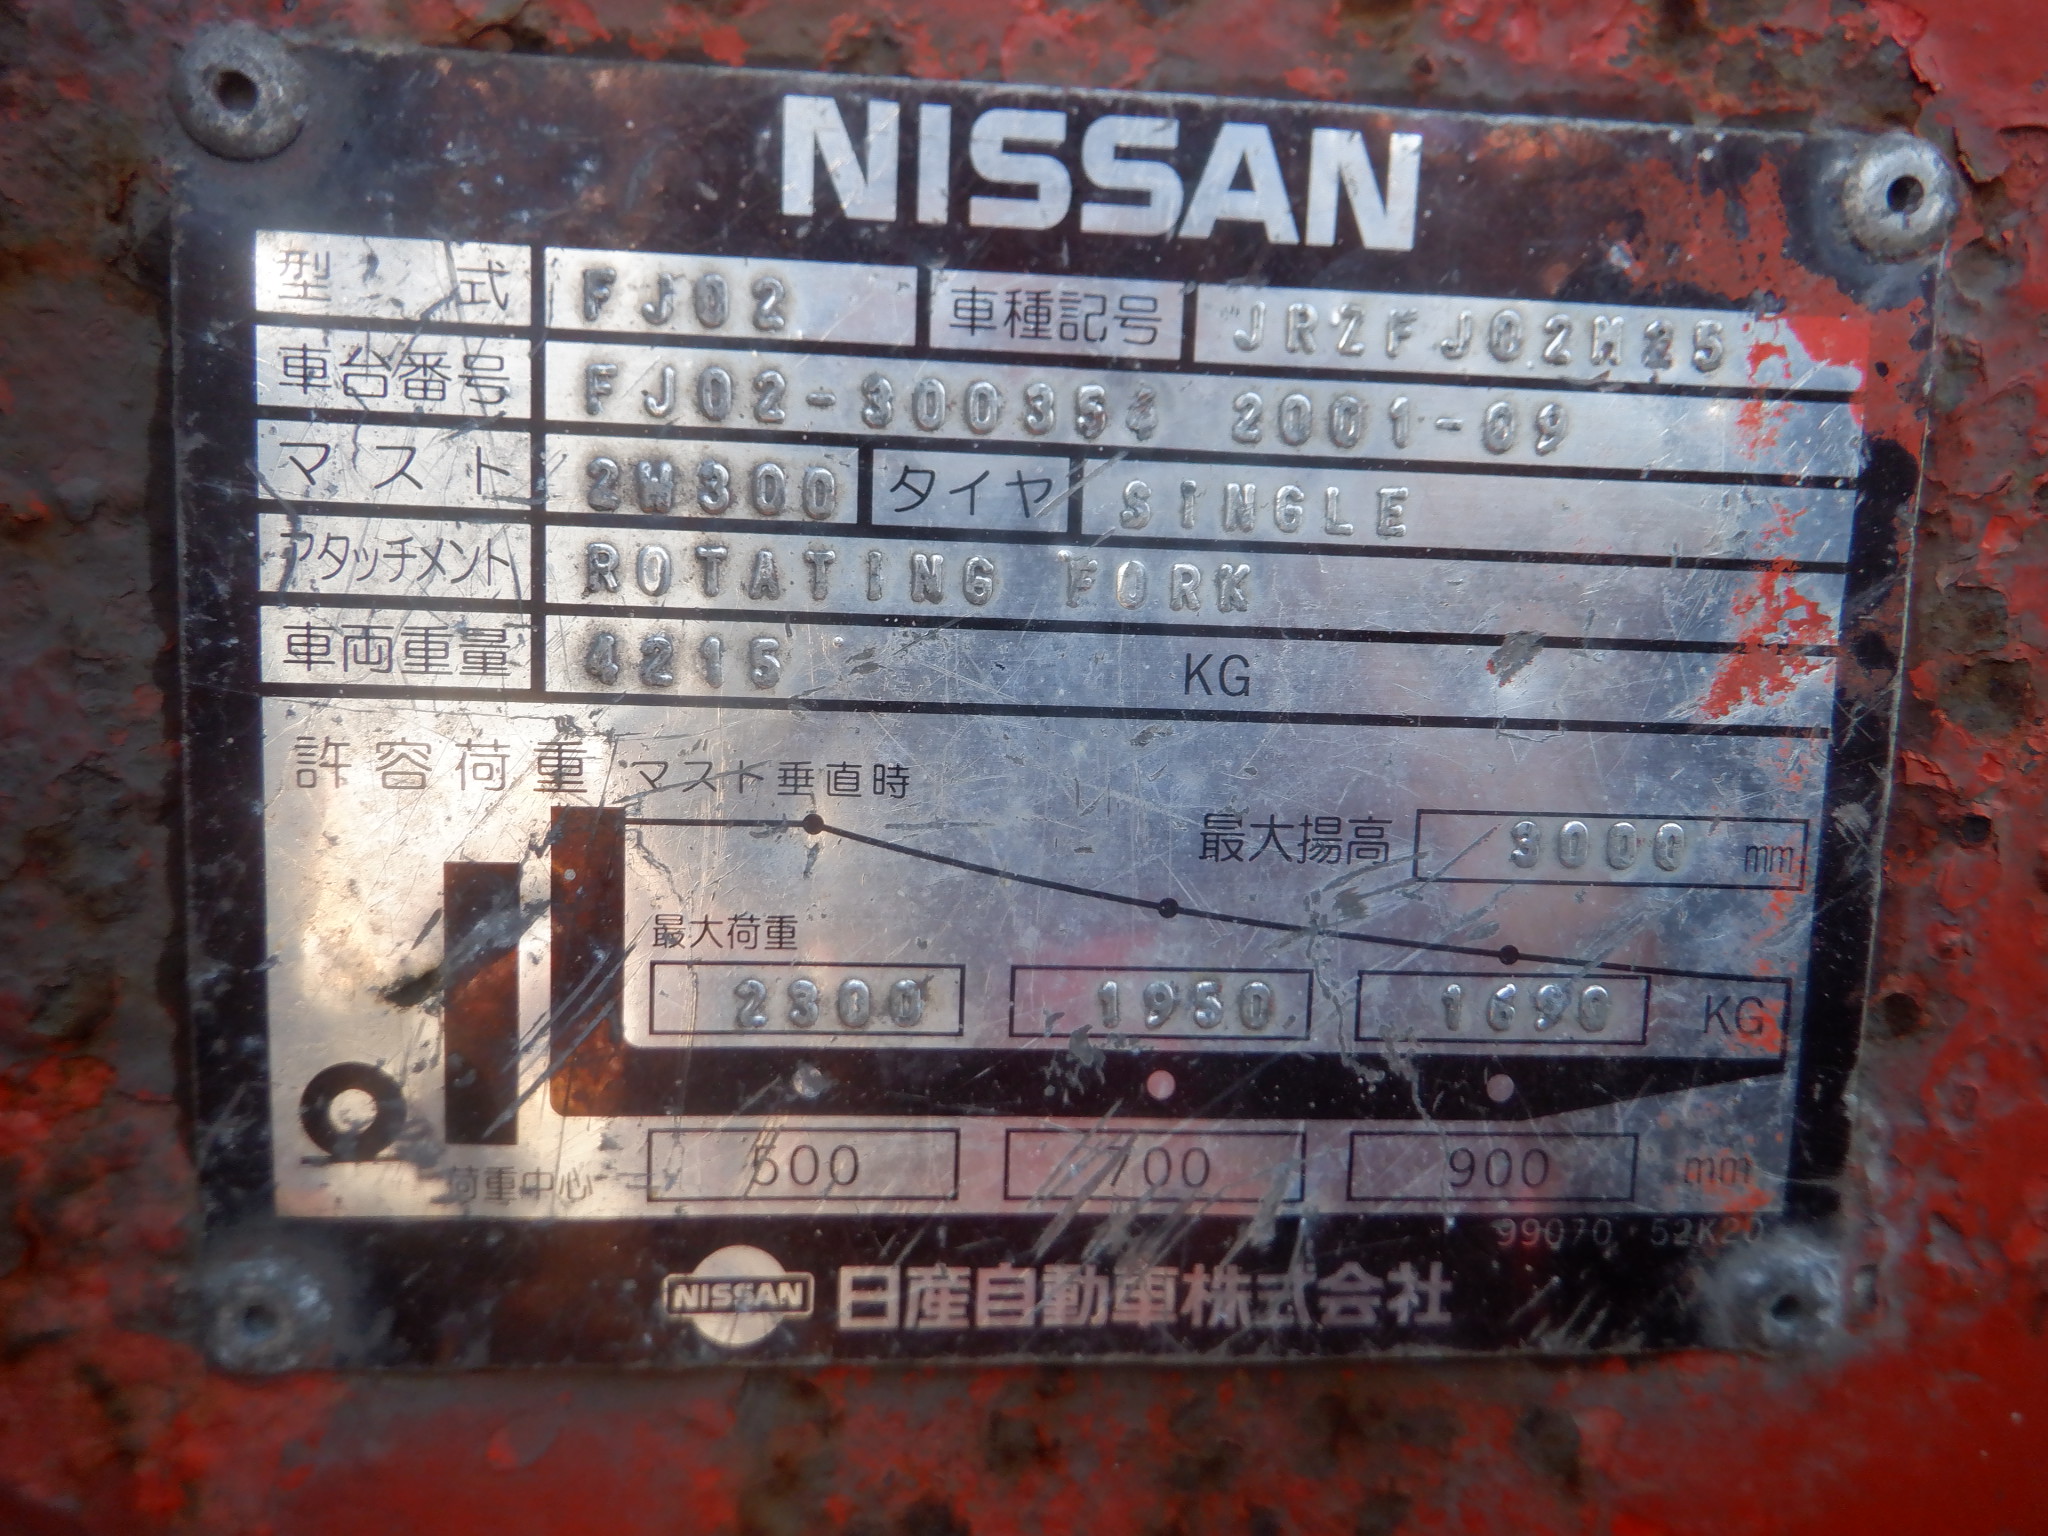 NISSAN
型式 FJ02 車種記号 JRZFJ02M25
車台番号 FJ02-300354 2001-09
マスト 2W300 タイヤ SINGLE
アタッチメント ROTATING FORK
車両重量 4215 KG
許容荷重 マスト垂直時
最大揚高 3000 mm
最大荷重
2300 1950 1690 KG
荷重中心 500 700 900 mm
99070・52K20
NISSAN 日産自動車株式会社